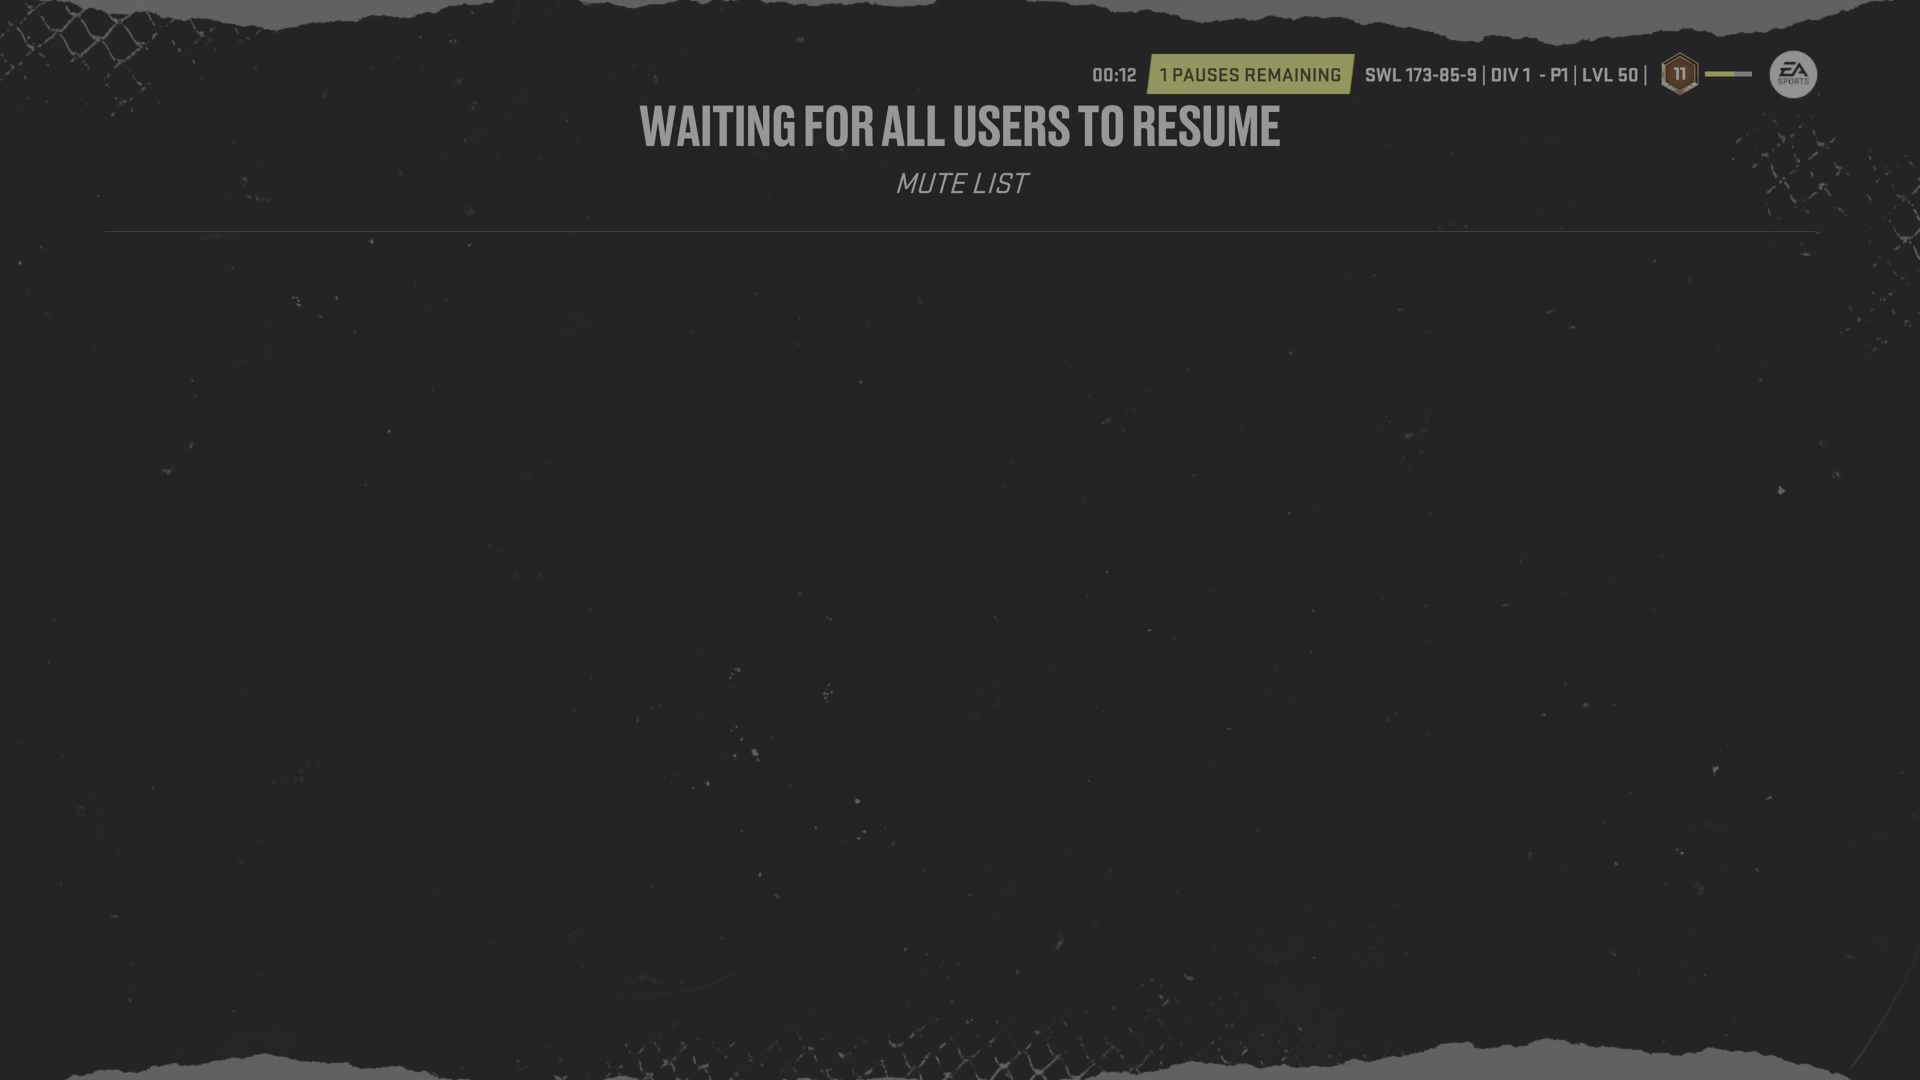 00:12 1 PAUSES REMAINING SWL 173-85-9 | DIV 1 - P1 | LVL 50 | 11 EA SPORTS
WAITING FOR ALL USERS TO RESUME
MUTE LIST